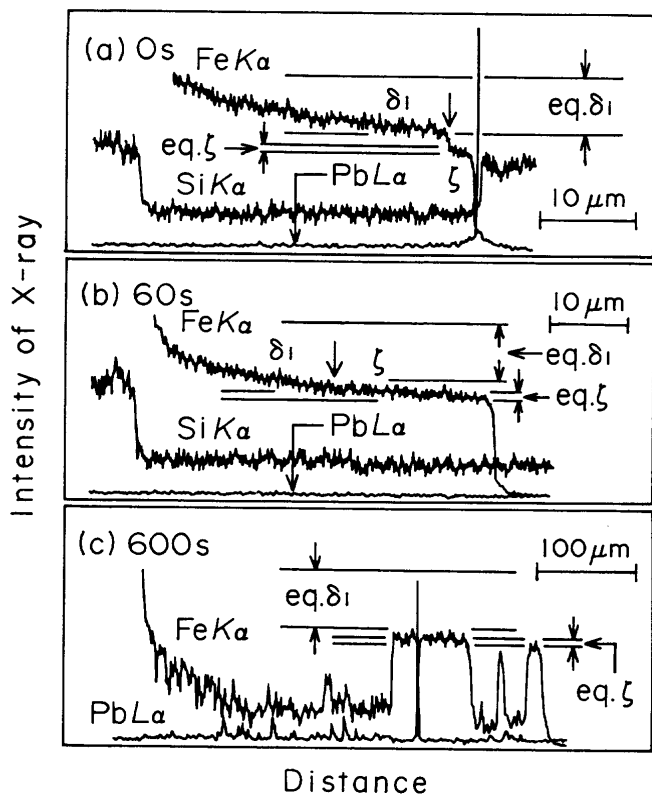 Intensity of X-ray
(a) 0s
FeKα
δ1
eq.δ1
eq.ζ
SiKα
PbLα
ζ
10 μm
(b) 60s
10 μm
FeKα
δ1
ζ
eq.δ1
eq.ζ
SiKα
PbLα
(c) 600s
100 μm
eq.δ1
FeKα
eq.ζ
PbLα
Distance